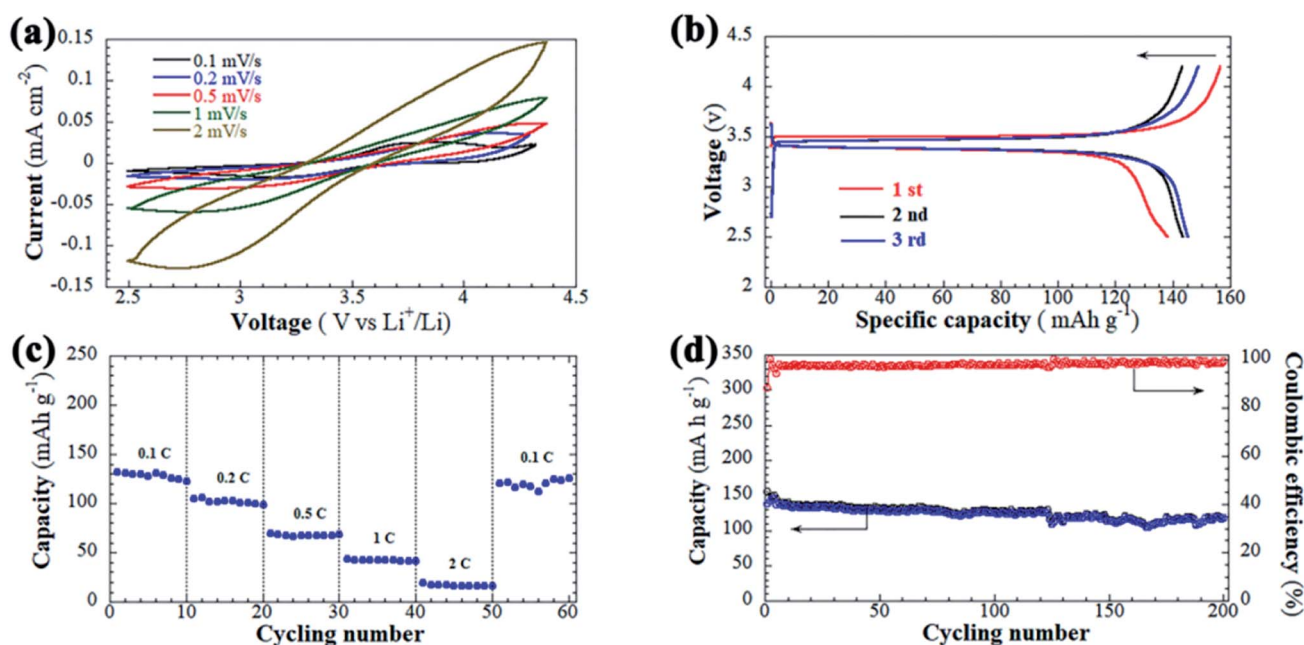 (a)
0.15
0.1
0.05
0
-0.05
-0.1
0.15
Current (mA cm⁻²)
0.1 mV/s
0.2 mV/s
0.5 mV/s
1 mV/s
2 mV/s
2.5 3 3.5 4 4.5
Voltage ( V vs Li⁺/Li)
(b)
4.5
4
3.5
3
2.5
2
Voltage (v)
1 st
2 nd
3 rd
0 20 40 60 80 100 120 140 160
Specific capacity ( mAh g⁻¹)
(c)
250
200
150
100
50
0
Capacity (mAh g⁻¹)
0.1 C
0.2 C
0.5 C
1 C
2 C
0.1 C
0 10 20 30 40 50 60
Cycling number
(d)
350
300
250
200
150
100
50
0
Capacity (mA h g⁻¹)
100
80
60
40
20
0
Coulombic efficiency (%)
0 50 100 150 200
Cycling number